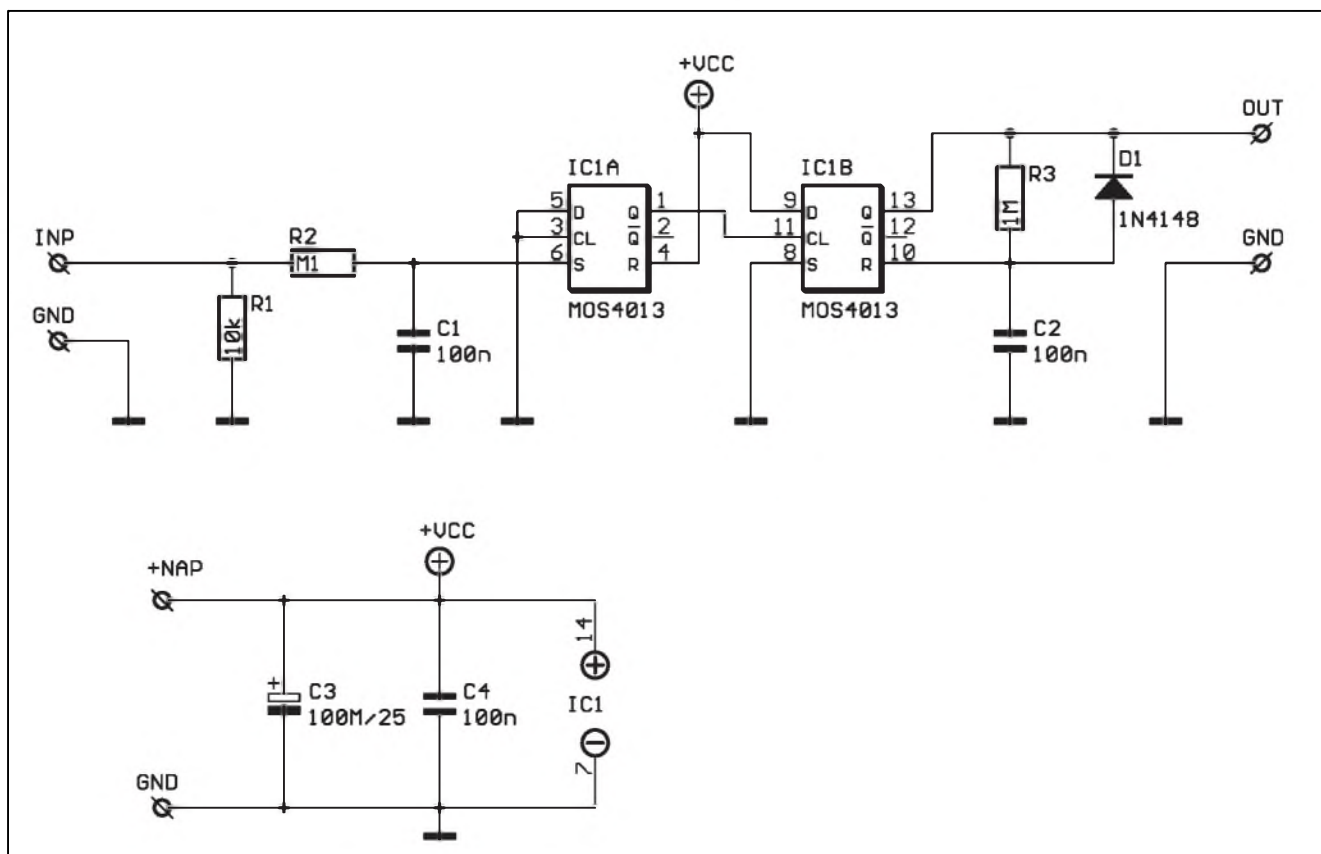 +VCC
OUT
IC1A
IC1B
D1
R3
1M
1N4148
5 D Q 1
3 CL Q 2
6 S R 4
9 D Q 13
11 CL Q 12
8 S R 10
INP
R2
M1
GND
R1
10k
GND
MOS4013
MOS4013
C1
100n
C2
100n
+VCC
+NAP
14
+
C3
100M/25
C4
100n
IC1
GND
7